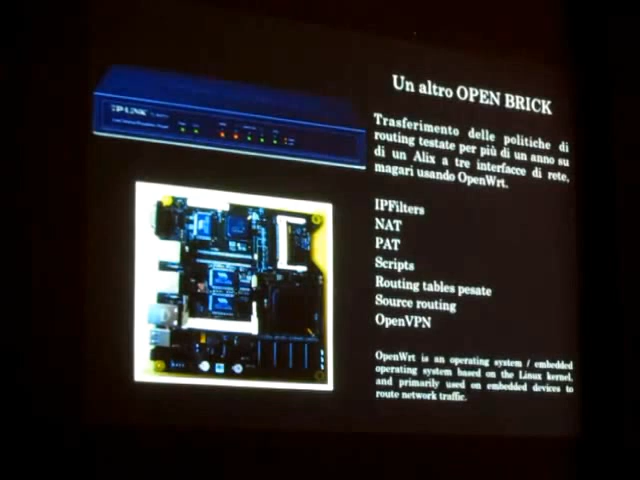 Un altro OPEN BRICK
TP-LINK
Trasferimento delle politiche di
routing testate per più di un anno su
di un Alix a tre interfacce di rete,
magari usando OpenWrt.
IPFilters
NAT
PAT
Scripts
Routing tables pesate
Source routing
OpenVPN
OpenWrt is an operating system / embedded
operating system based on the Linux kernel,
and primarily used on embedded devices to
route network traffic.